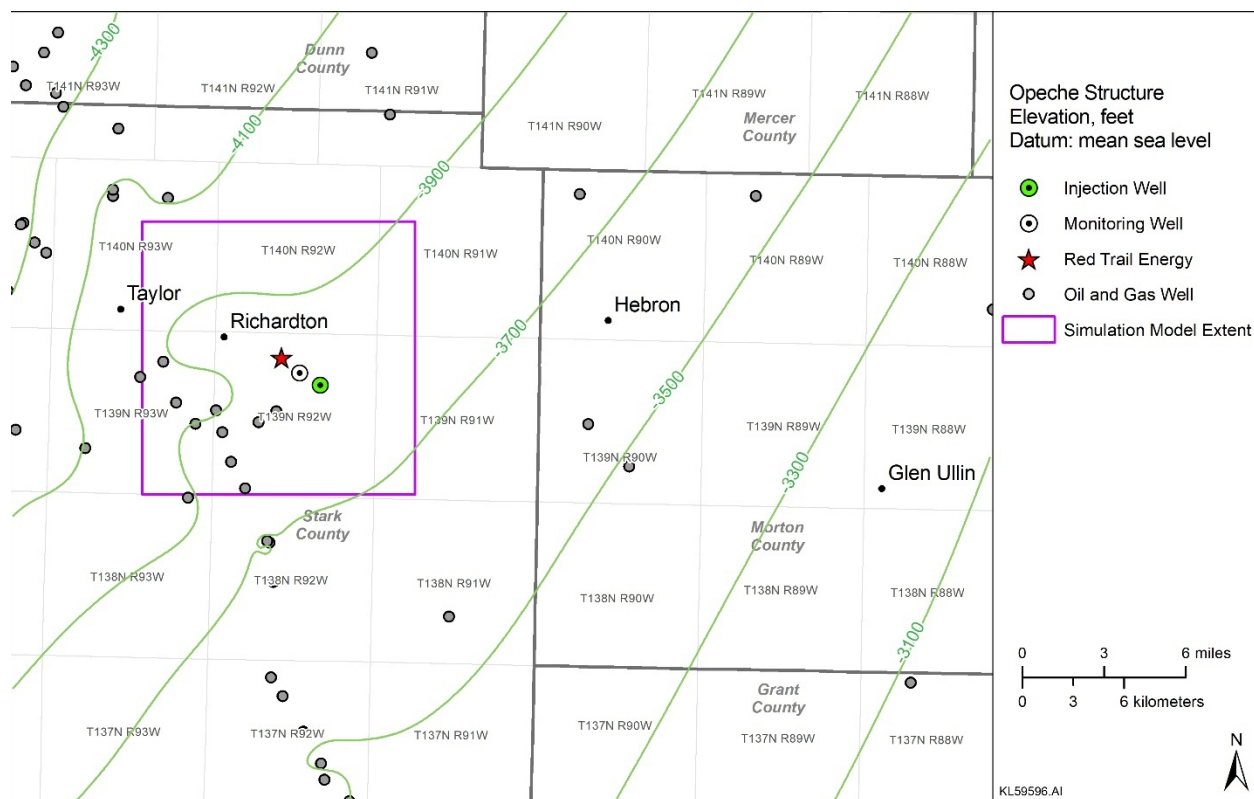 -4300
Dunn
County
T141N R93W
T141N R92W
T141N R91W
T141N R89W
T141N R88W
-4100
T141N R90W
Mercer
County
-3900
T140N R93W
T140N R92W
T140N R91W
T140N R90W
T140N R89W
T140N R88W
Taylor
Richardton
Hebron
-3700
-3500
T139N R93W
T139N R92W
T139N R91W
T139N R90W
T139N R89W
T139N R88W
-3300
Glen Ullin
Stark
County
Morton
County
T138N R93W
T138N R92W
T138N R91W
T138N R90W
T138N R89W
T138N R88W
-3100
Grant
County
T137N R93W
T137N R92W
T137N R91W
T137N R90W
T137N R89W
T137N R88W
Opeche Structure
Elevation, feet
Datum: mean sea level
Injection Well
Monitoring Well
Red Trail Energy
Oil and Gas Well
Simulation Model Extent
0 3 6 miles
0 3 6 kilometers
N
KL59596.AI